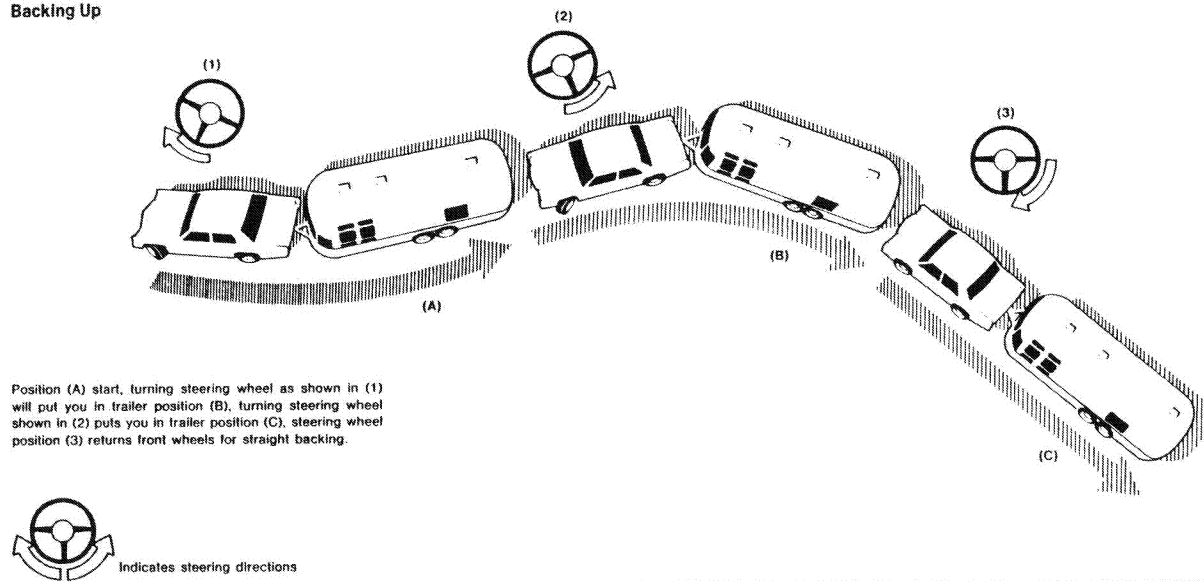 Backing Up
(1)
(2)
(3)
(A)
(B)
(C)
Position (A) start, turning steering wheel as shown in (1)
will put you in trailer position (B), turning steering wheel
shown in (2) puts you in trailer position (C), steering wheel
position (3) returns front wheels for straight backing.
Indicates steering directions